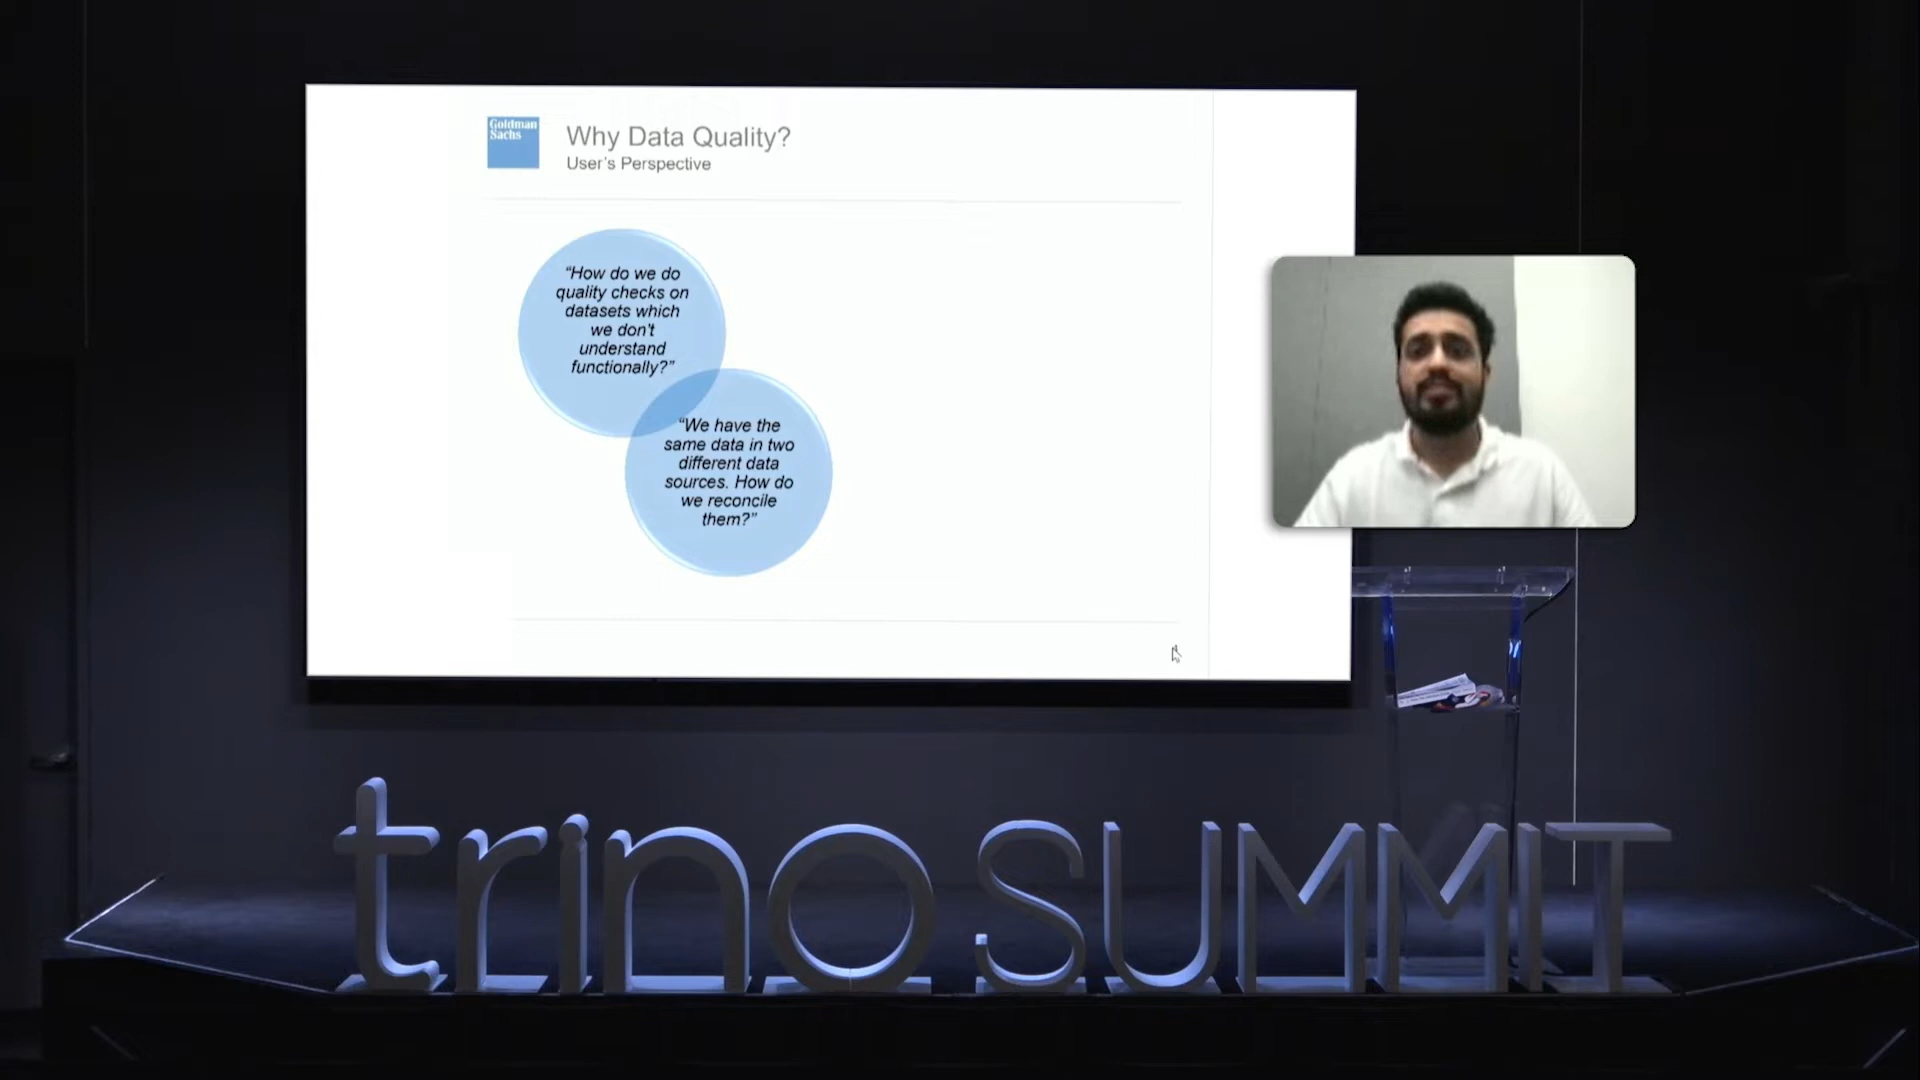 Goldman
Sachs
Why Data Quality?
User's Perspective
“How do we do
quality checks on
datasets which
we don't
understand
functionally?”
“We have the
same data in two
different data
sources. How do
we reconcile
them?”
trino SUMMIT